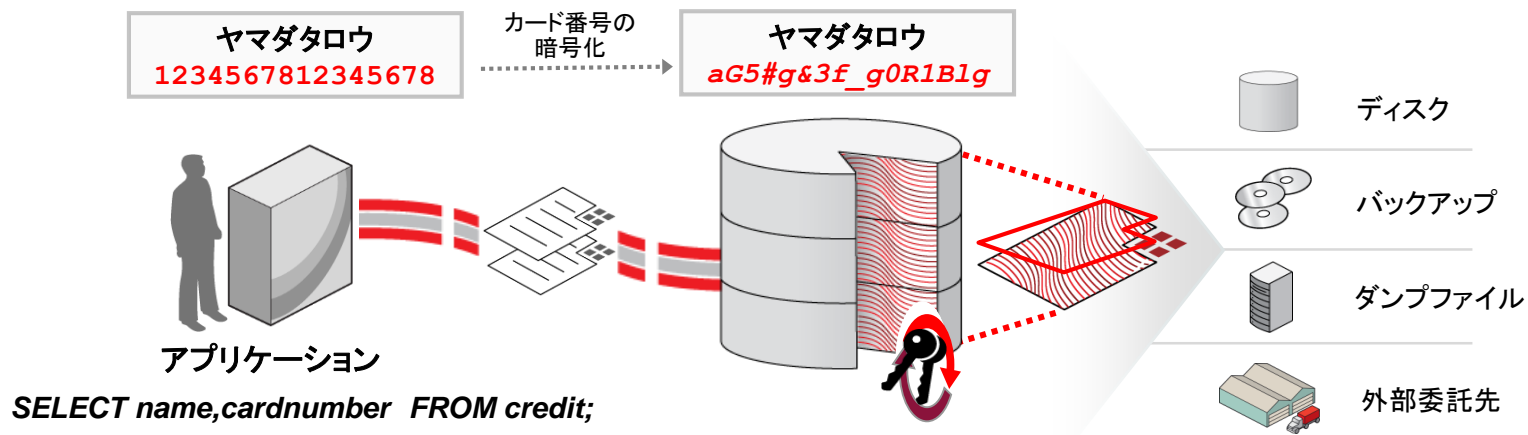 ヤマダタロウ
1234567812345678
カード番号の
暗号化
ヤマダタロウ
aG5#g&3f_g0R1Blg
ディスク
バックアップ
ダンプファイル
外部委託先
アプリケーション
SELECT name,cardnumber FROM credit;